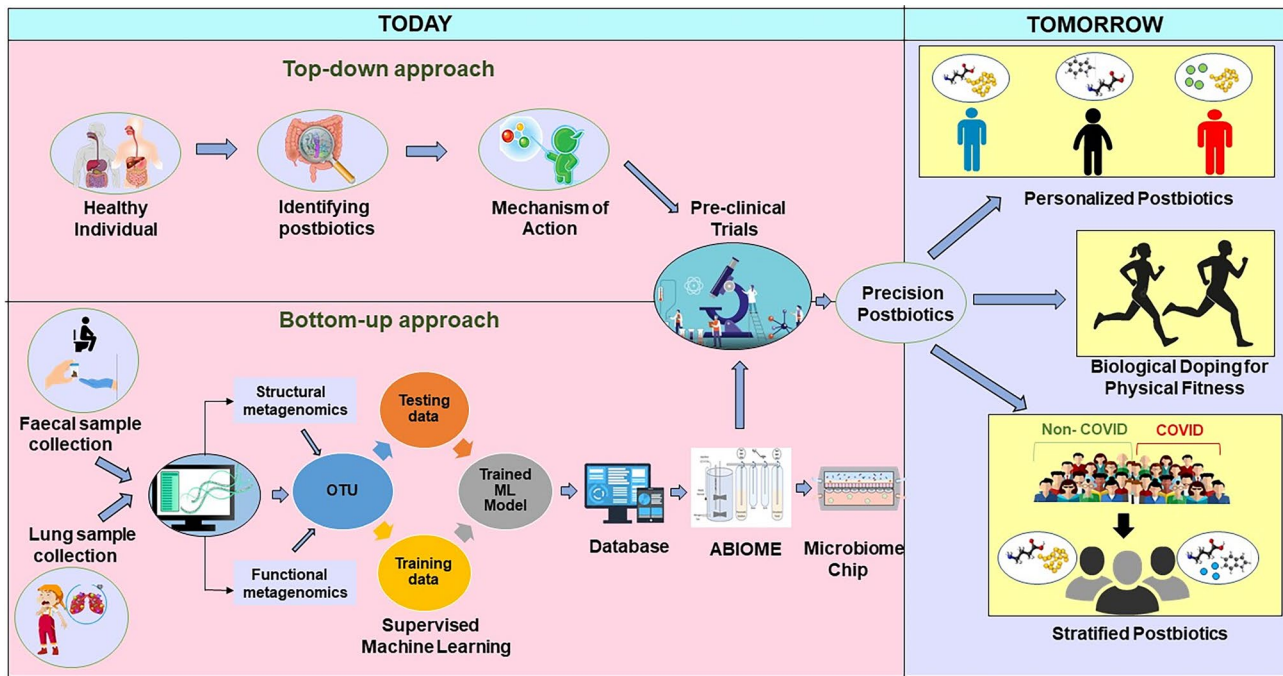 TODAY
TOMORROW
Top-down approach
Healthy
Individual
Identifying
postbiotics
Mechanism of
Action
Pre-clinical
Trials
Bottom-up approach
Faecal sample
collection
Lung sample
collection
Structural
metagenomics
Functional
metagenomics
OTU
Testing
data
Training
data
Trained
ML
Model
Supervised
Machine Learning
Database
ABIOME
Microbiome
Chip
Precision
Postbiotics
Personalized Postbiotics
Biological Doping for
Physical Fitness
Non- COVID
COVID
Stratified Postbiotics